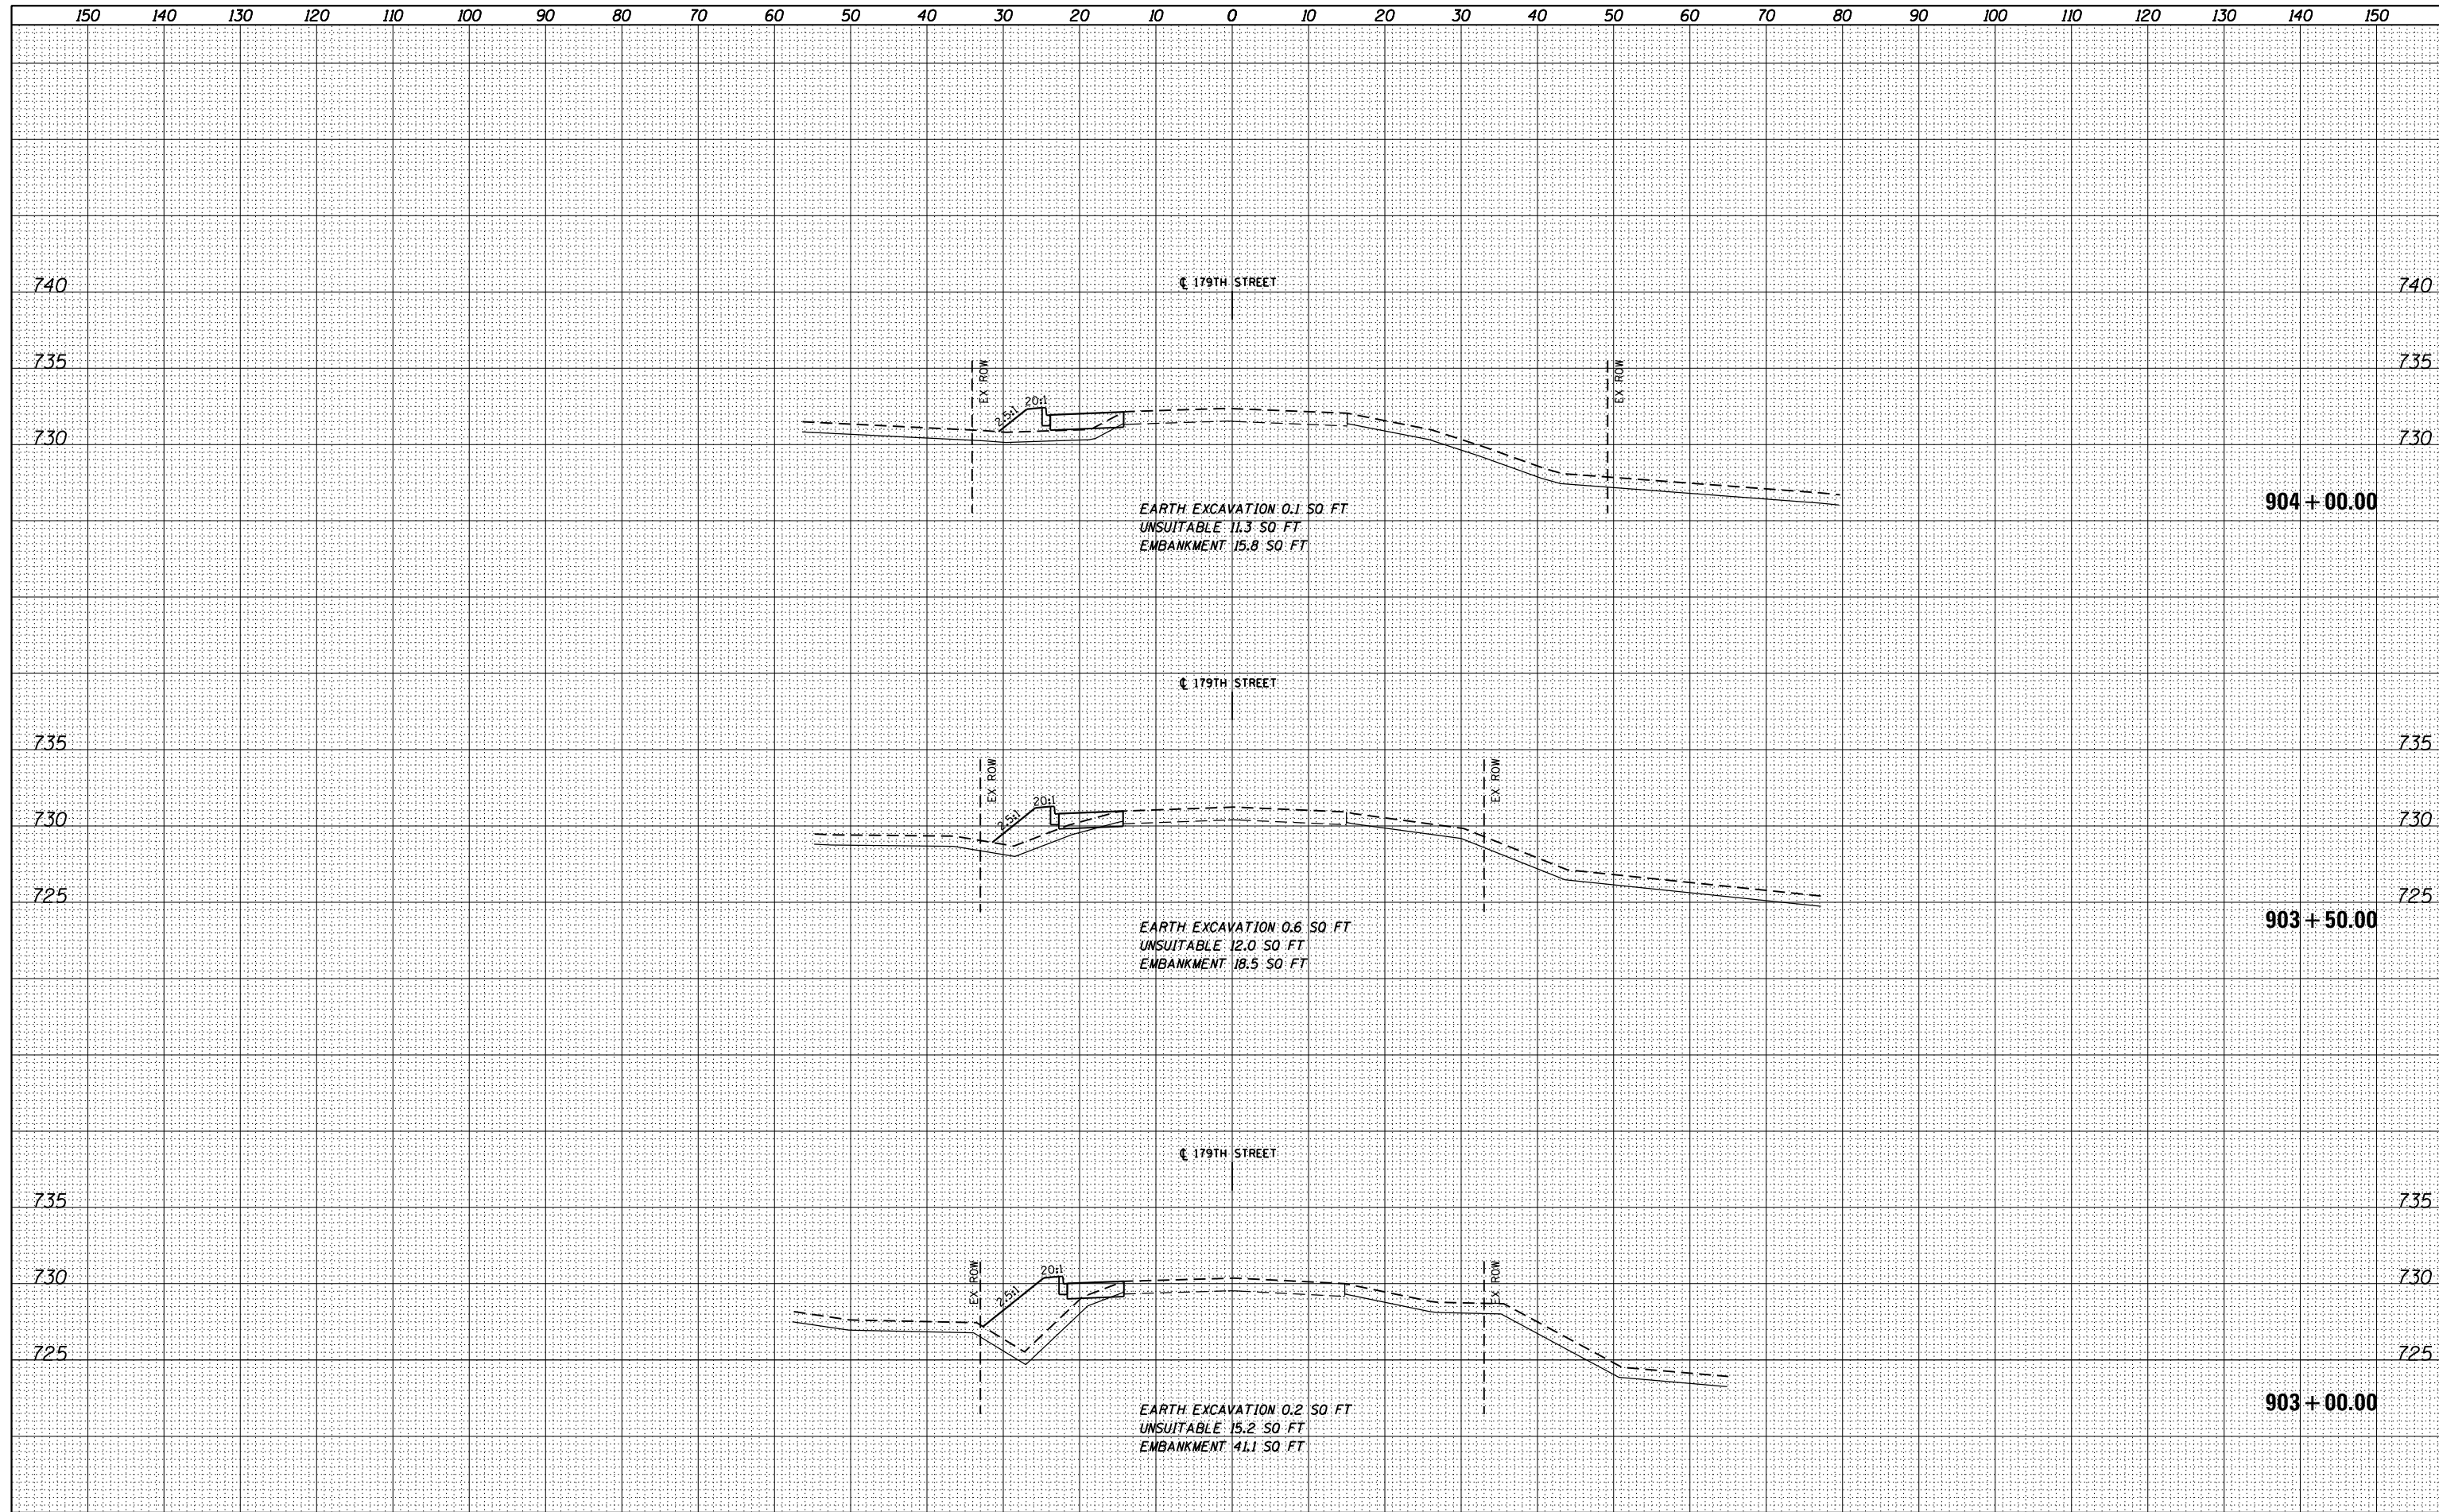 150 140 130 120 110 100 90 80 70 60 50 40 30 20 10 0 10 20 30 40 50 60 70 80 90 100 110 120 130 140 150
℄ 179TH STREET
740 740
735 735
EX ROW EX ROW
2.5:1 20:1
730 730
904 + 00.00
EARTH EXCAVATION 0.1 SQ FT
UNSUITABLE 11.3 SQ FT
EMBANKMENT 15.8 SQ FT
℄ 179TH STREET
735 735
EX ROW EX ROW
2.5:1 20:1
730 730
725 725
903 + 50.00
EARTH EXCAVATION 0.6 SQ FT
UNSUITABLE 12.0 SQ FT
EMBANKMENT 18.5 SQ FT
℄ 179TH STREET
735 735
EX ROW EX ROW
2.5:1 20:1
730 730
725 725
903 + 00.00
EARTH EXCAVATION 0.2 SQ FT
UNSUITABLE 15.2 SQ FT
EMBANKMENT 41.1 SQ FT